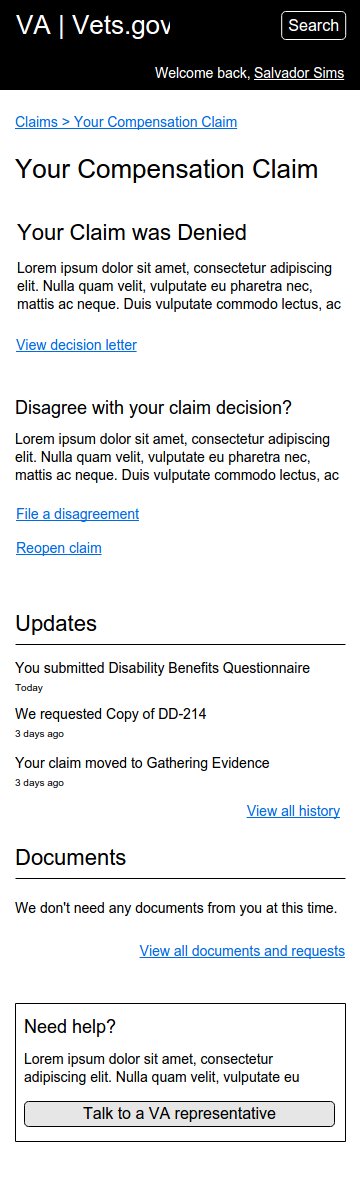 VA | Vets.gov
Search
Welcome back, Salvador Sims
Claims > Your Compensation Claim
Your Compensation Claim
Your Claim was Denied
Lorem ipsum dolor sit amet, consectetur adipiscing
elit. Nulla quam velit, vulputate eu pharetra nec,
mattis ac neque. Duis vulputate commodo lectus, ac
View decision letter
Disagree with your claim decision?
Lorem ipsum dolor sit amet, consectetur adipiscing
elit. Nulla quam velit, vulputate eu pharetra nec,
mattis ac neque. Duis vulputate commodo lectus, ac
File a disagreement
Reopen claim
Updates
You submitted Disability Benefits Questionnaire
Today
We requested Copy of DD-214
3 days ago
Your claim moved to Gathering Evidence
3 days ago
View all history
Documents
We don't need any documents from you at this time.
View all documents and requests
Need help?
Lorem ipsum dolor sit amet, consectetur
adipiscing elit. Nulla quam velit, vulputate eu
Talk to a VA representative